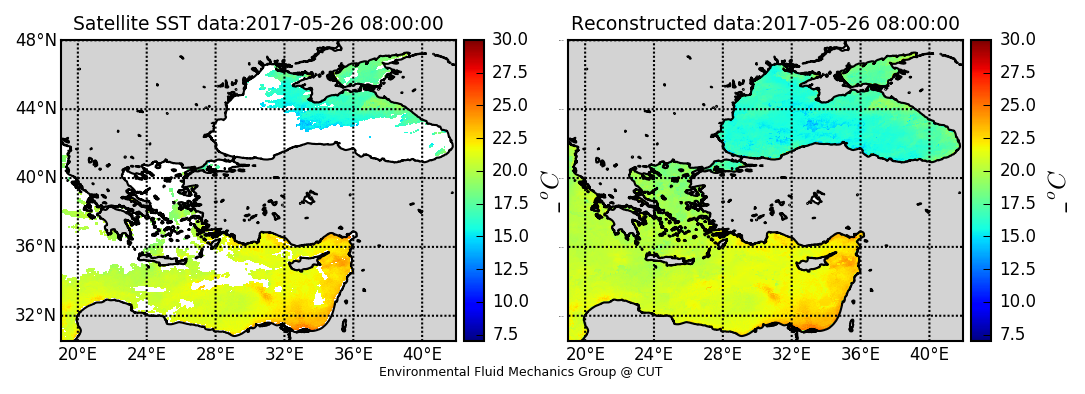 Satellite SST data:2017-05-26 08:00:00
Reconstructed data:2017-05-26 08:00:00
48°N
44°N
40°N
36°N
32°N
20°E 24°E 28°E 32°E 36°E 40°E
30.0
27.5
25.0
22.5
20.0
17.5
15.0
12.5
10.0
7.5
°C
20°E 24°E 28°E 32°E 36°E 40°E
30.0
27.5
25.0
22.5
20.0
17.5
15.0
12.5
10.0
7.5
°C
Environmental Fluid Mechanics Group @ CUT